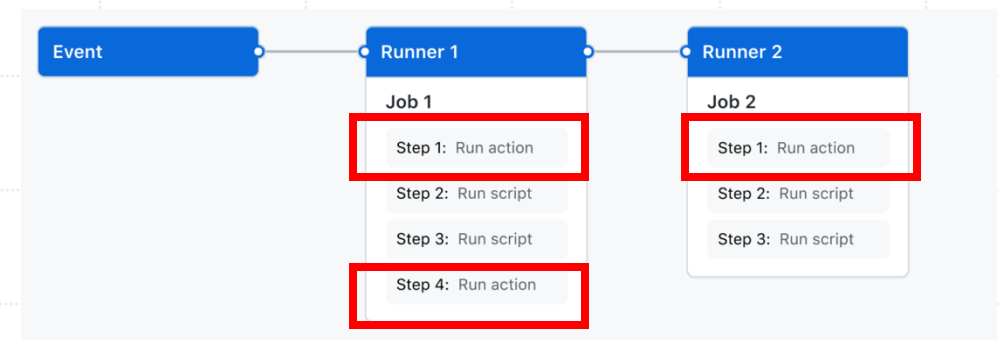 Event
Runner 1
Job 1
Step 1: Run action
Step 2: Run script
Step 3: Run script
Step 4: Run action
Runner 2
Job 2
Step 1: Run action
Step 2: Run script
Step 3: Run script